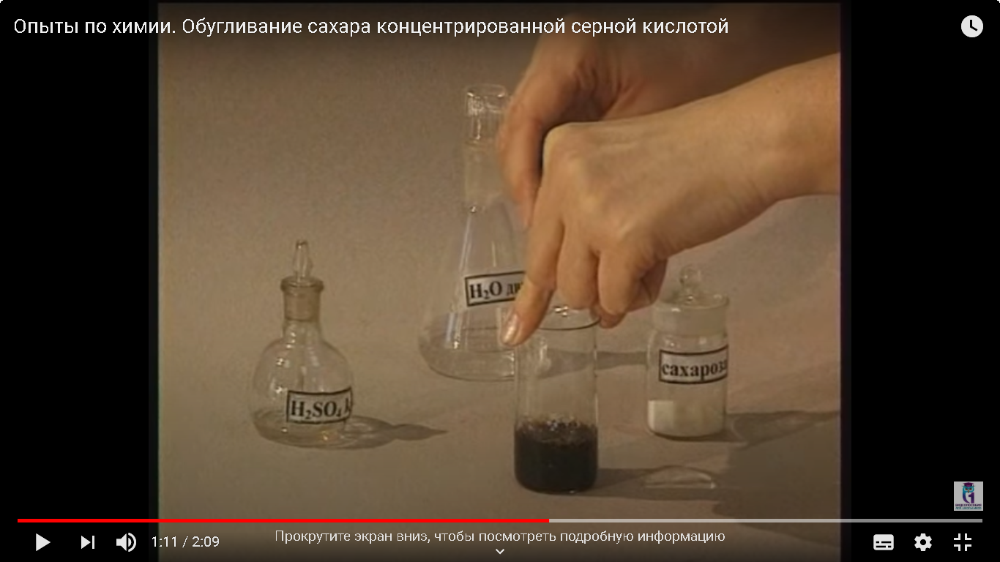 Опыты по химии. Обугливание сахара концентрированной серной кислотой
H₂O
сахароза
H₂SO₄
1:11 / 2:09
Прокрутите экран вниз, чтобы посмотреть подробную информацию